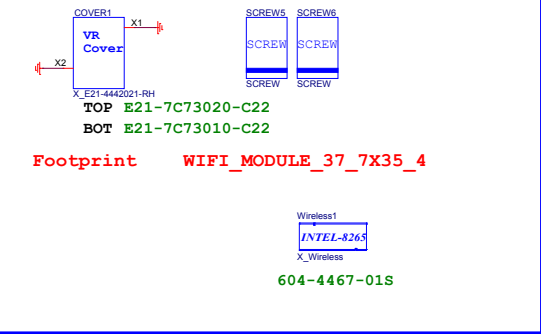 COVER1
X1
VR
Cover
X2
X_E21-4442021-RH
SCREW5 SCREW6
SCREW SCREW
SCREW SCREW
TOP E21-7C73020-C22
BOT E21-7C73010-C22
Footprint WIFI_MODULE_37_7X35_4
Wireless1
INTEL-8265
X_Wireless
604-4467-01S